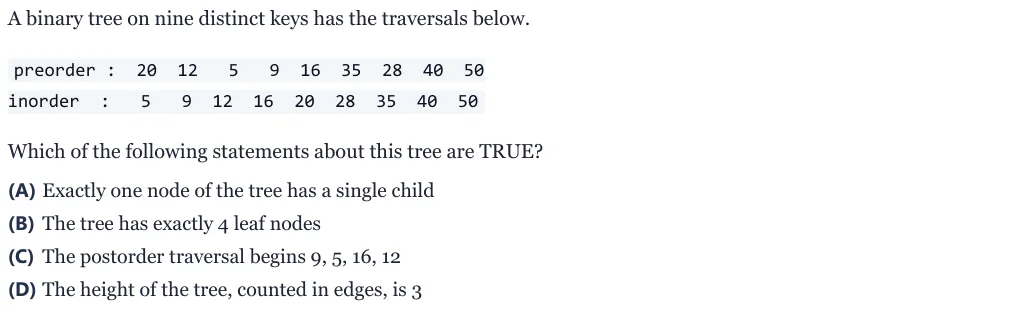 A binary tree on nine distinct keys has the traversals below.
preorder : 20 12 5 9 16 35 28 40 50
inorder : 5 9 12 16 20 28 35 40 50
Which of the following statements about this tree are TRUE?
(A) Exactly one node of the tree has a single child
(B) The tree has exactly 4 leaf nodes
(C) The postorder traversal begins 9, 5, 16, 12
(D) The height of the tree, counted in edges, is 3